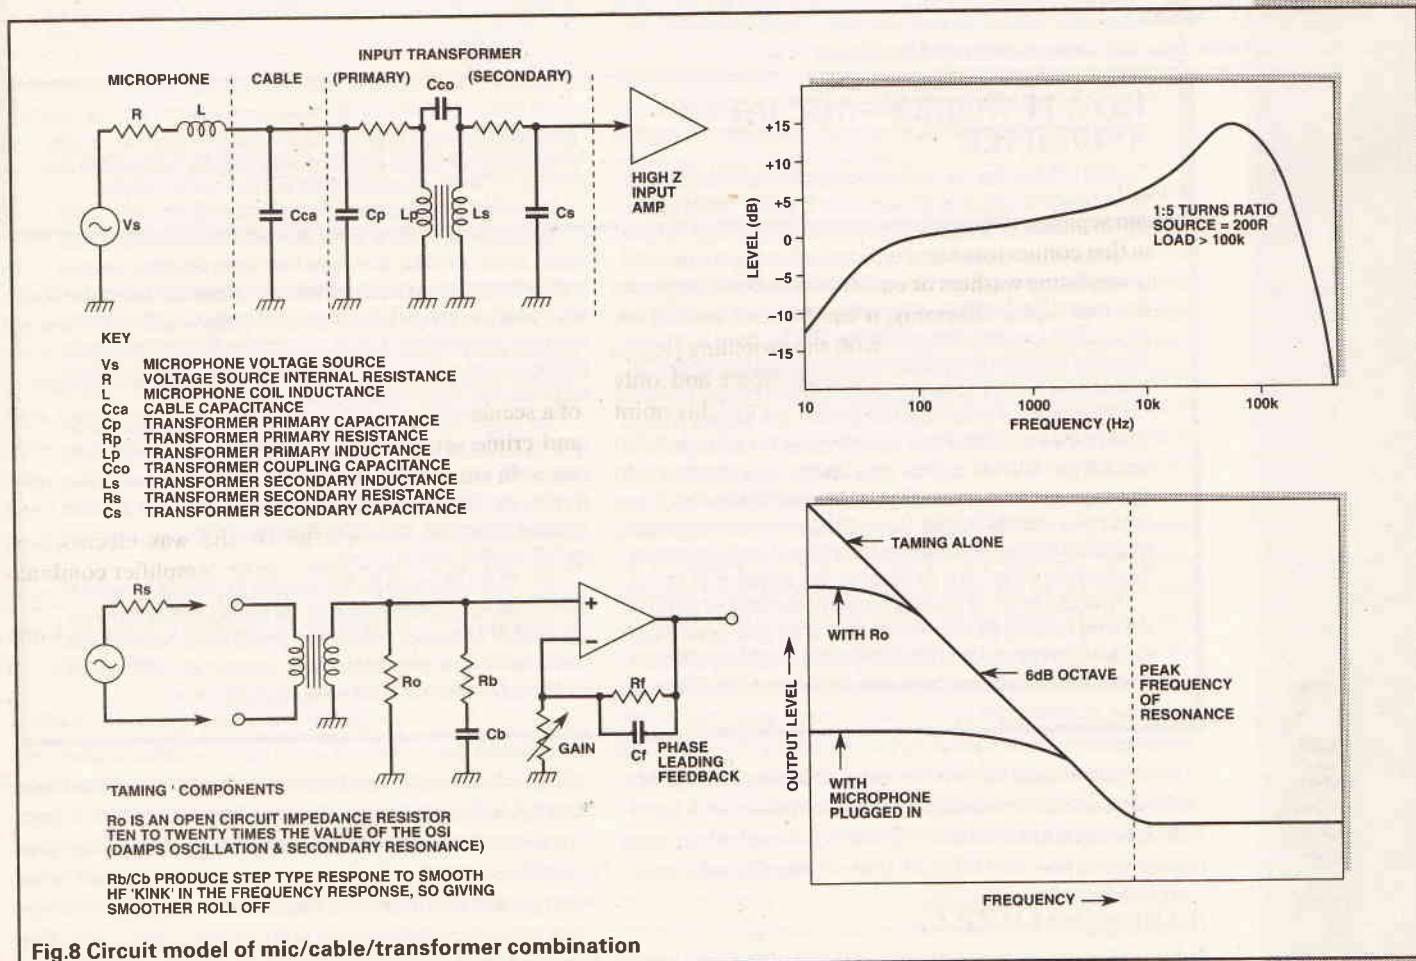 INPUT TRANSFORMER
MICROPHONE
CABLE
(PRIMARY)
(SECONDARY)
Cco
R
L
Vs
Cca
Cp
Lp
Ls
Cs
HIGH Z
INPUT
AMP
KEY
Vs MICROPHONE VOLTAGE SOURCE
R VOLTAGE SOURCE INTERNAL RESISTANCE
L MICROPHONE COIL INDUCTANCE
Cca CABLE CAPACITANCE
Cp TRANSFORMER PRIMARY CAPACITANCE
Rp TRANSFORMER PRIMARY RESISTANCE
Lp TRANSFORMER PRIMARY INDUCTANCE
Cco TRANSFORMER COUPLING CAPACITANCE
Ls TRANSFORMER SECONDARY INDUCTANCE
Rs TRANSFORMER SECONDARY RESISTANCE
Cs TRANSFORMER SECONDARY CAPACITANCE
LEVEL (dB)
+15
+10
+5
0
−5
−10
−15
1:5 TURNS RATIO
SOURCE = 200R
LOAD > 100k
10
100
1000
10k
100k
FREQUENCY (Hz)
Rs
Ro
Rb
Cb
+
−
Rf
Cf
GAIN
PHASE
LEADING
FEEDBACK
'TAMING ' COMPONENTS
Ro IS AN OPEN CIRCUIT IMPEDANCE RESISTOR
TEN TO TWENTY TIMES THE VALUE OF THE OSI
(DAMPS OSCILLATION & SECONDARY RESONANCE)
Rb/Cb PRODUCE STEP TYPE RESPONE TO SMOOTH
HF 'KINK' IN THE FREQUENCY RESPONSE, SO GIVING
SMOOTHER ROLL OFF
OUTPUT LEVEL
TAMING ALONE
WITH Ro
6dB OCTAVE
PEAK
FREQUENCY
OF
RESONANCE
WITH
MICROPHONE
PLUGGED IN
FREQUENCY
Fig.8 Circuit model of mic/cable/transformer combination